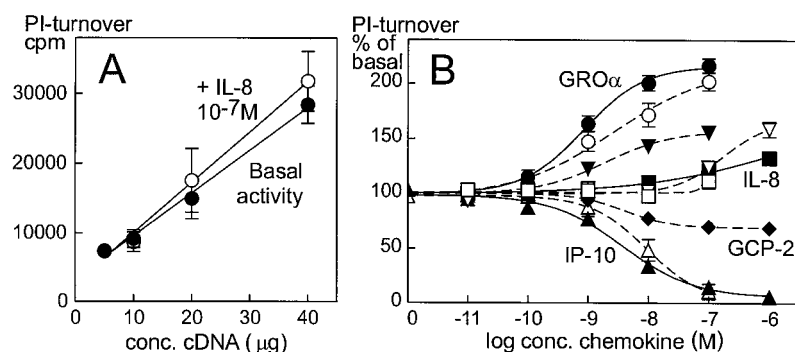 PI-turnover
cpm
A
30000
20000
10000
0
0 10 20 30 40
conc. cDNA ( μg)
+ IL-8
10-7M
Basal
activity
PI-turnover
% of
basal
B
200
150
100
50
0
0 -11 -10 -9 -8 -7 -6
log conc. chemokine (M)
GROα
IL-8
GCP-2
IP-10